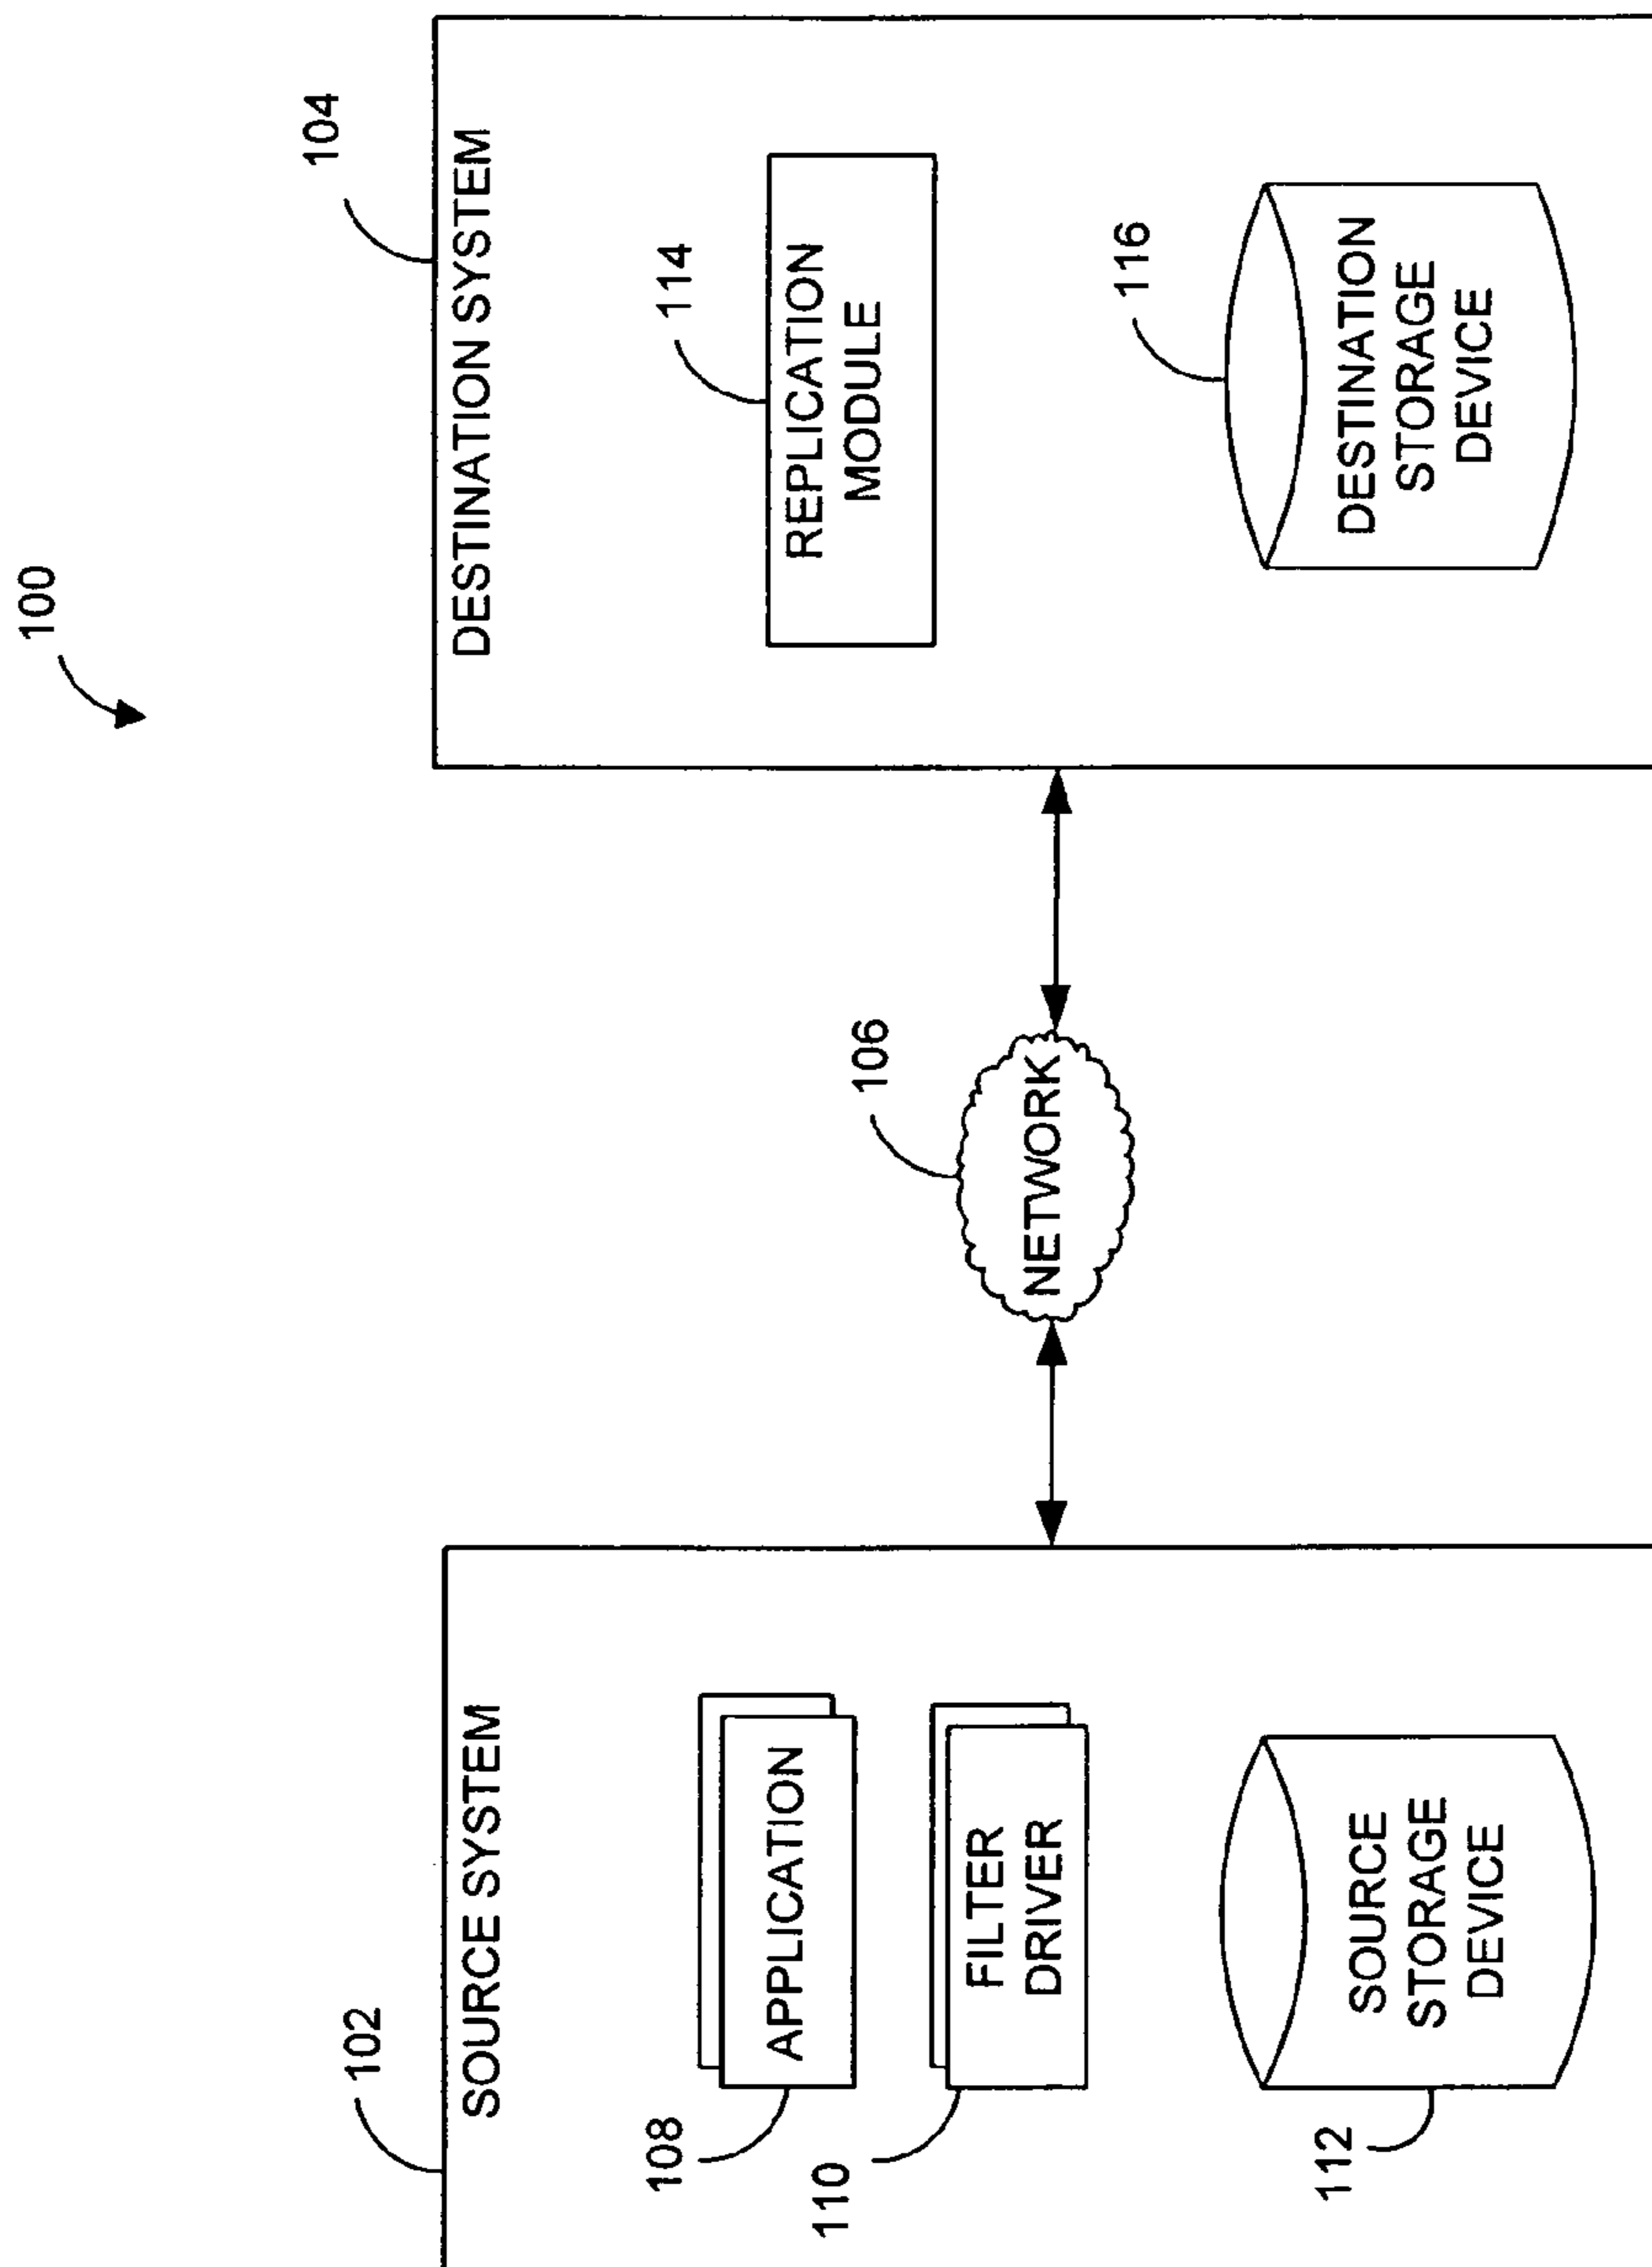 100
102
SOURCE SYSTEM
108
APPLICATION
110
FILTER
DRIVER
112
SOURCE
STORAGE
DEVICE
106
NETWORK
104
DESTINATION SYSTEM
114
REPLICATION
MODULE
116
DESTINATION
STORAGE
DEVICE